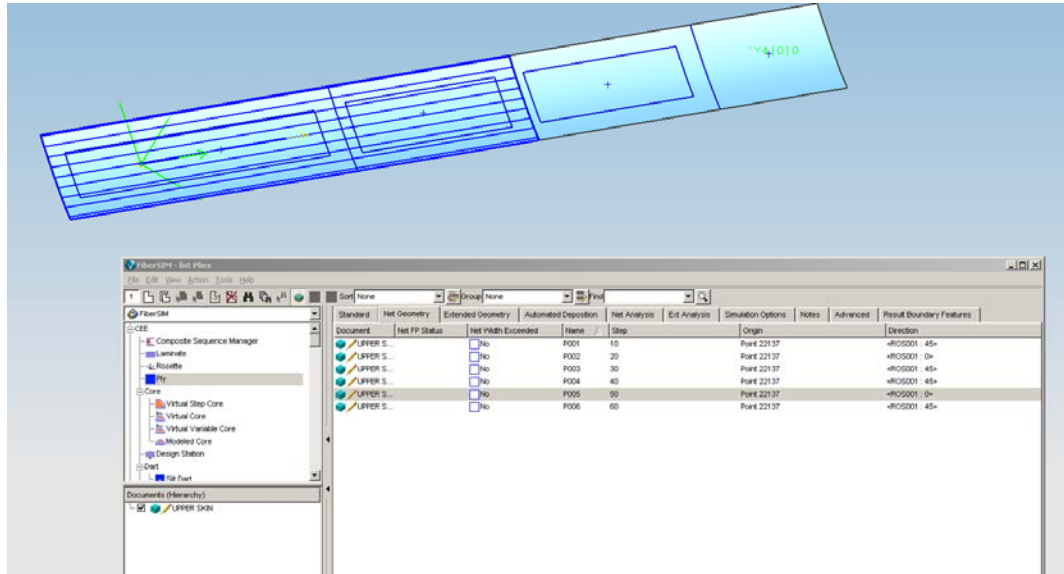 YA|0|0
FiberSIM - list Plies
File Edit View Action Tools Help
1 Sort None Group None Find
FiberSIM
Standard Net Geometry Extended Geometry Automated Deposition Net Analysis Ext Analysis Simulation Options Notes Advanced Result Boundary Features
CEE
Composite Sequence Manager
Laminate
Rosette
Ply
Core
Virtual Step Core
Virtual Core
Virtual Variable Core
Modeled Core
Design Station
Dart
Slit Dart
Document Net FP Status Net Width Exceeded Name Step Origin Direction
UPPER S... No P001 10 Point 22137 <ROS001 : 45>
UPPER S... No P002 20 Point 22137 <ROS001 : 0>
UPPER S... No P003 30 Point 22137 <ROS001 : 45>
UPPER S... No P004 40 Point 22137 <ROS001 : 45>
UPPER S... No P005 50 Point 22137 <ROS001 : 0>
UPPER S... No P006 60 Point 22137 <ROS001 : 45>
Documents (Hierarchy)
UPPER SKIN